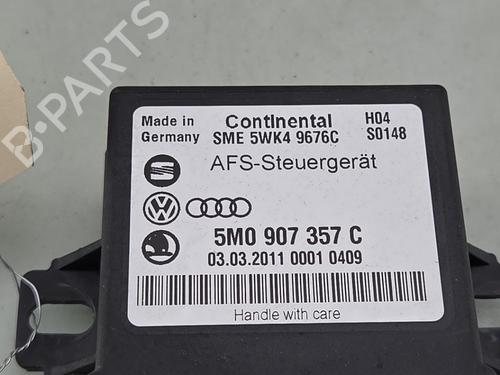 B-PARTS
Made in
Germany
Continental
SME 5WK4 9676C
H04
S0148
AFS-Steuergerät
5M0 907 357 C
03.03.2011 0001 0409
Handle with care